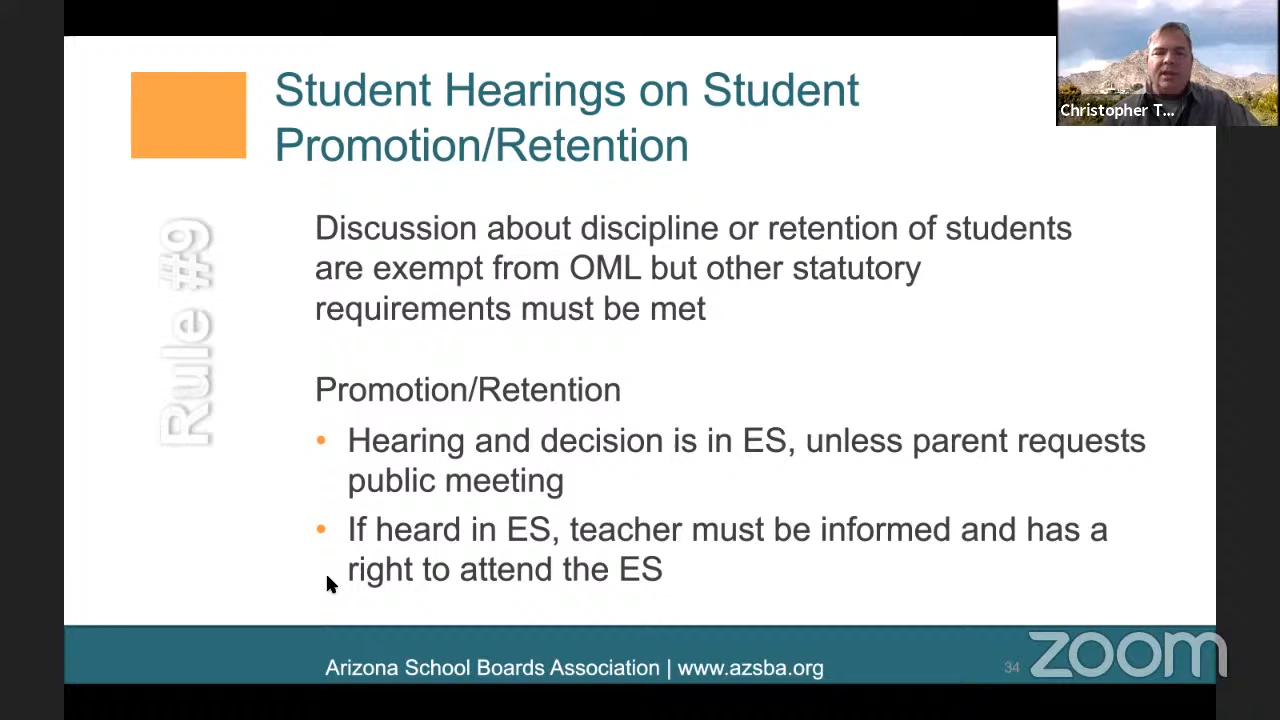 Student Hearings on Student
Promotion/Retention
Christopher T...
Rule #9
Discussion about discipline or retention of students
are exempt from OML but other statutory
requirements must be met
Promotion/Retention
• Hearing and decision is in ES, unless parent requests
public meeting
• If heard in ES, teacher must be informed and has a
right to attend the ES
Arizona School Boards Association | www.azsba.org
34
zoom